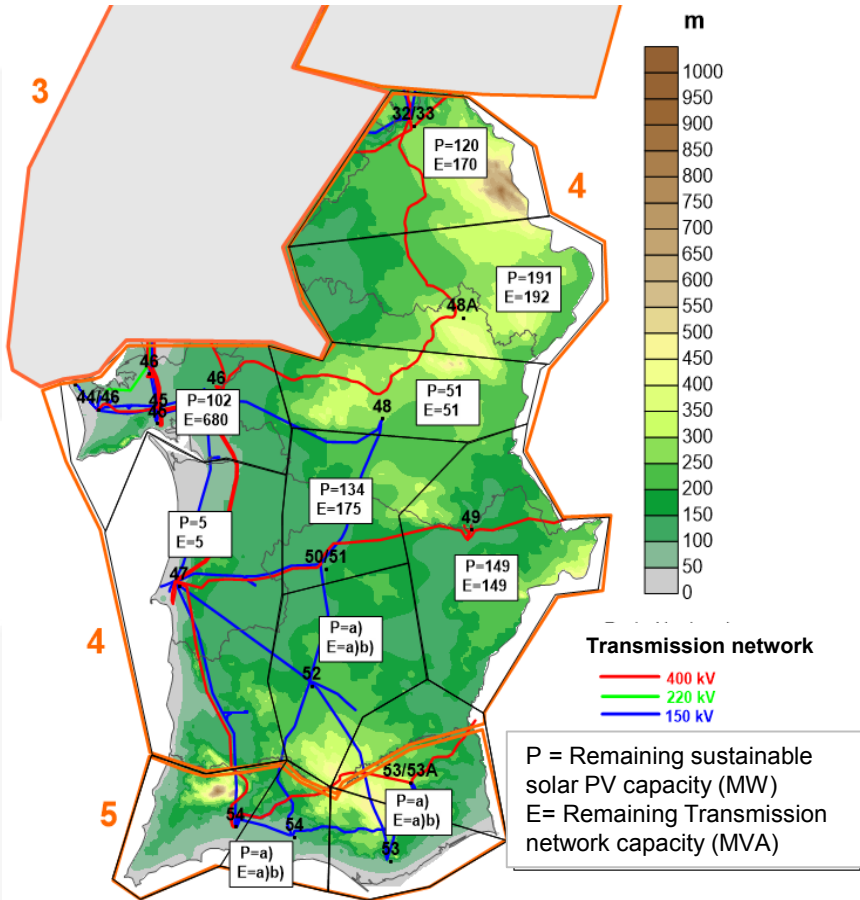 m
1000
950
900
850
800
750
700
650
600
550
500
450
400
350
300
250
200
150
100
50
0
3
32/33
P=120
E=170
4
P=191
E=192
48A
46
46
44/46
45
45
P=102
E=680
P=51
E=51
48
P=134
E=175
49
P=5
E=5
50/51
P=149
E=149
47
4
P=a)
E=a)b)
52
53/53A
P=a)
E=a)b)
5
54
54
P=a)
E=a)b)
53
Transmission network
400 kV
220 kV
150 kV
P = Remaining sustainable
solar PV capacity (MW)
E= Remaining Transmission
network capacity (MVA)